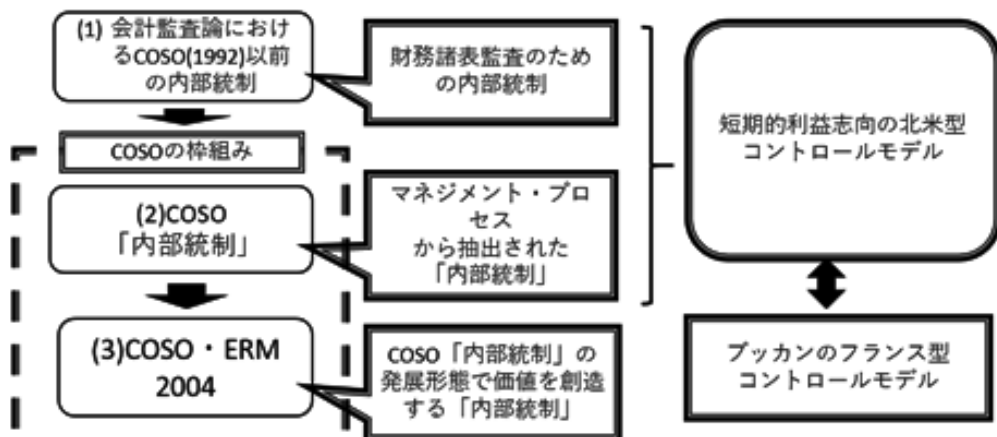 (1) 会計監査論におけ
るCOSO(1992)以前
の内部統制
財務諸表監査のため
の内部統制
COSOの枠組み
(2)COSO
「内部統制」
マネジメント・プロ
セス
から抽出された
「内部統制」
(3)COSO・ERM
2004
COSO「内部統制」の
発展形態で価値を創造
する「内部統制」
短期的利益志向の北米型
コントロールモデル
ブッカンのフランス型
コントロールモデル